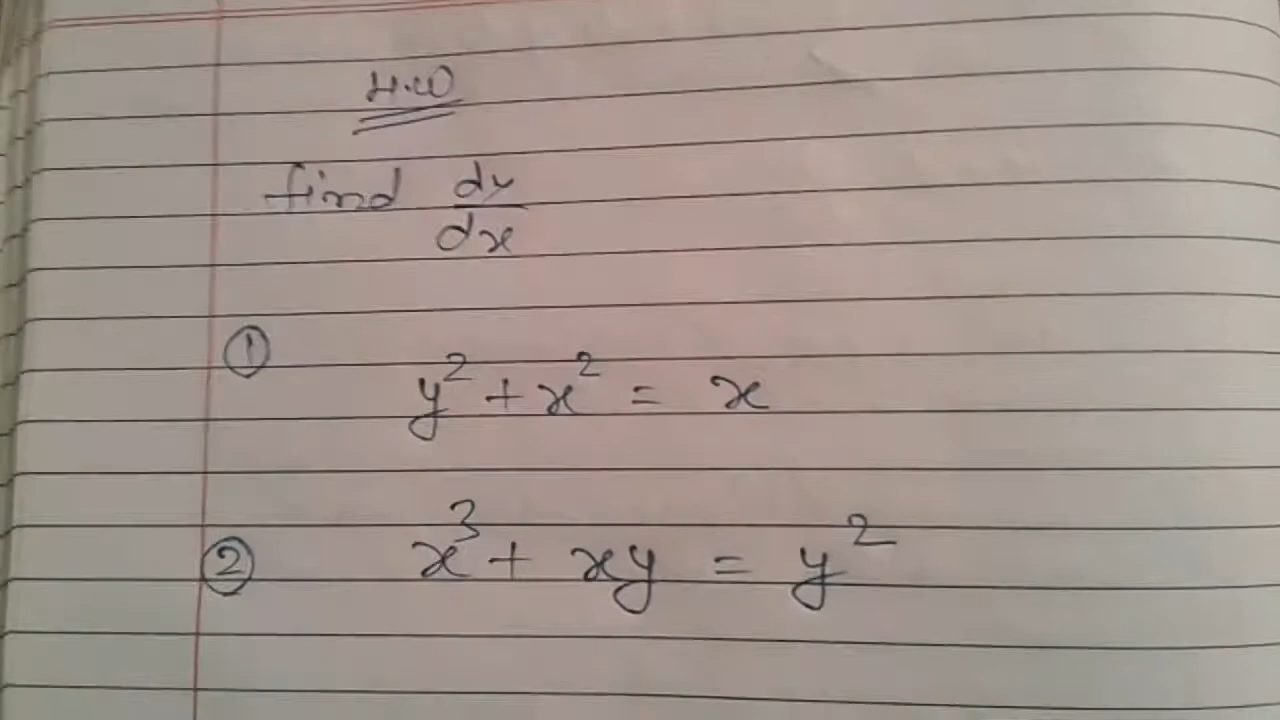 H.W
find dy/dx
① y² + x² = x
② x³ + xy = y²